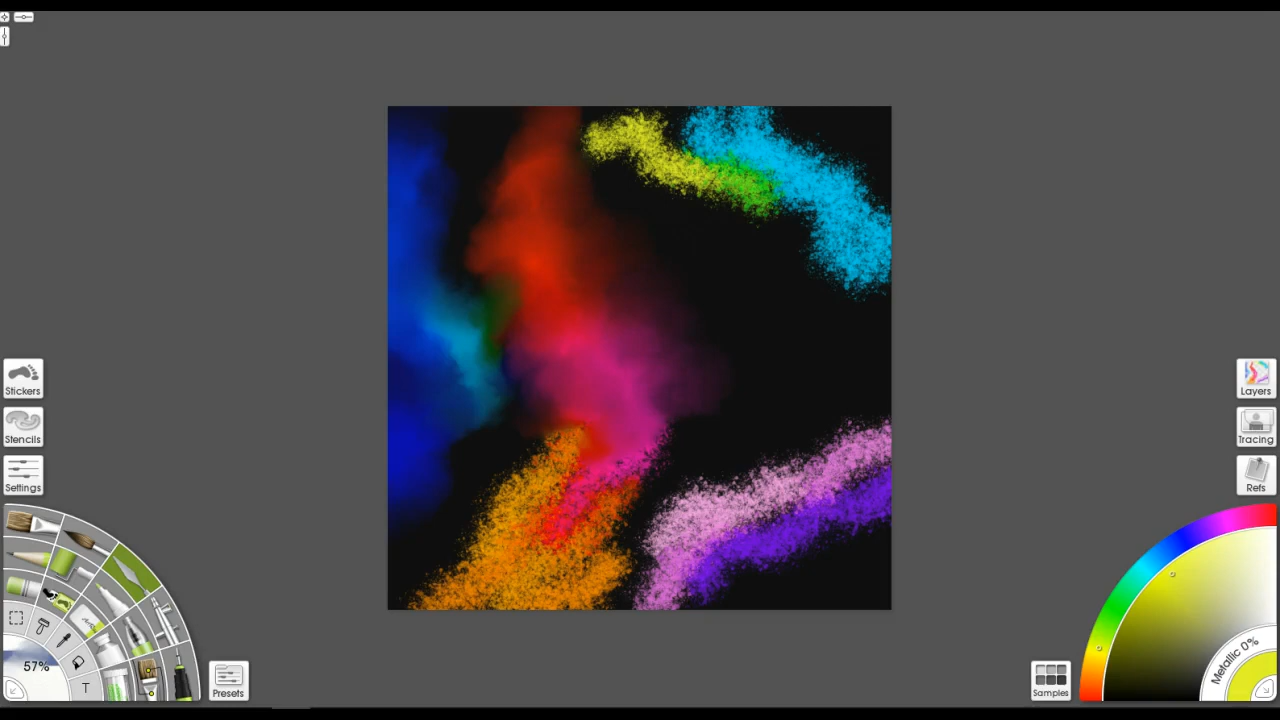 Stickers
Stencils
Settings
57%
T
Presets
Layers
Tracing
Refs
Samples
Metallic 0%